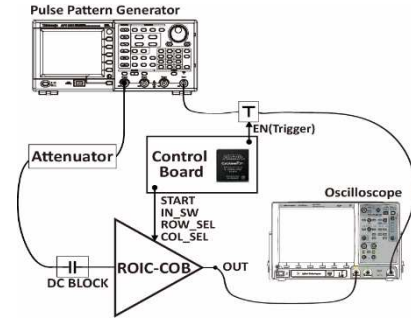 Pulse Pattern Generator
T
EN(Trigger)
Attenuator
Control
Board
Oscilloscope
START
IN_SW
ROW_SEL
COL_SEL
ROIC-COB
OUT
DC BLOCK